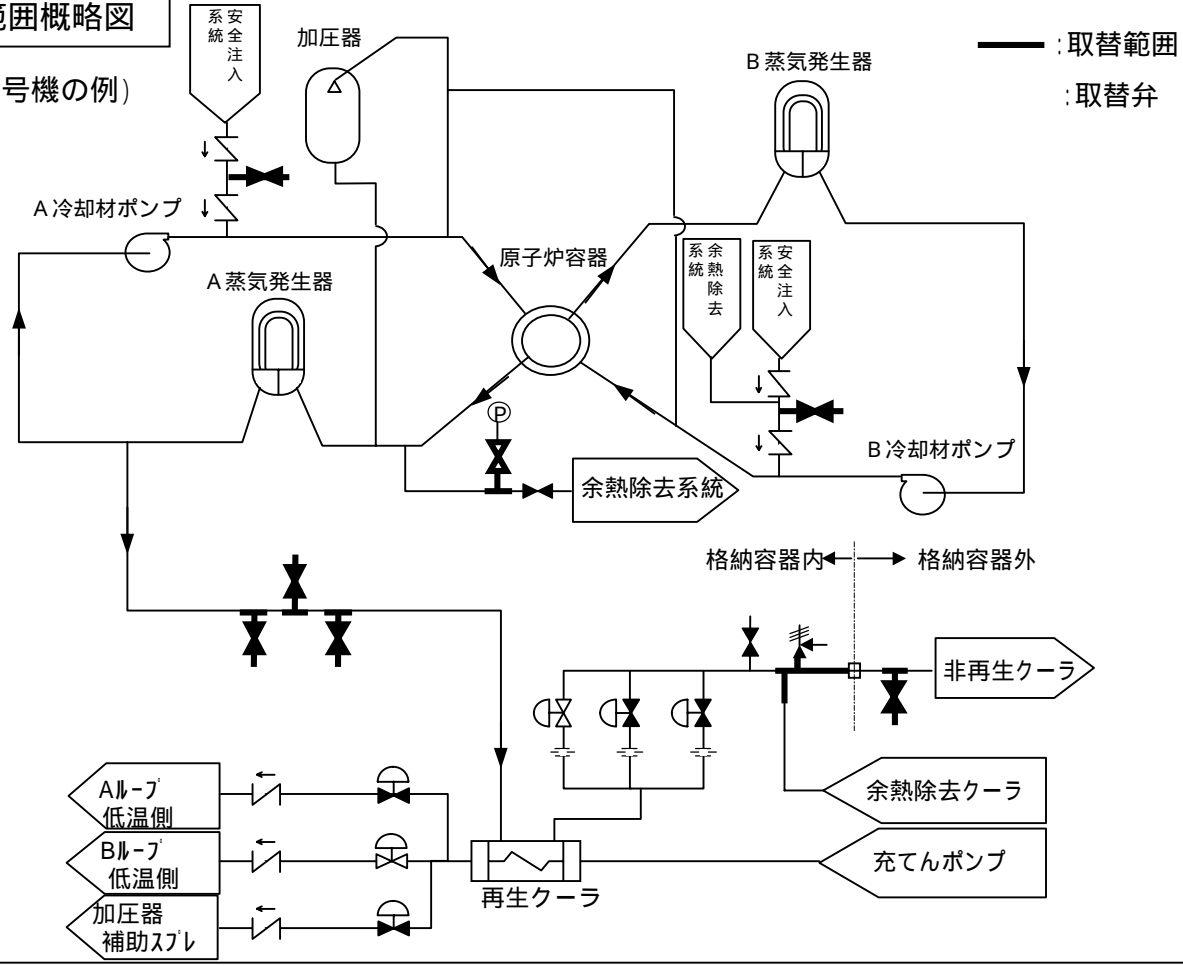 範囲概略図
号機の例)
安全注入
系統
加圧器
B蒸気発生器
:取替範囲
:取替弁
A冷却材ポンプ
A蒸気発生器
原子炉容器
余熱除去
系統
安全注入
系統
P
余熱除去系統
B冷却材ポンプ
格納容器内
格納容器外
非再生クーラ
余熱除去クーラ
充てんポンプ
Aﾙｰﾌﾟ
低温側
Bﾙｰﾌﾟ
低温側
加圧器
補助ｽﾌﾟﾚ
再生クーラ